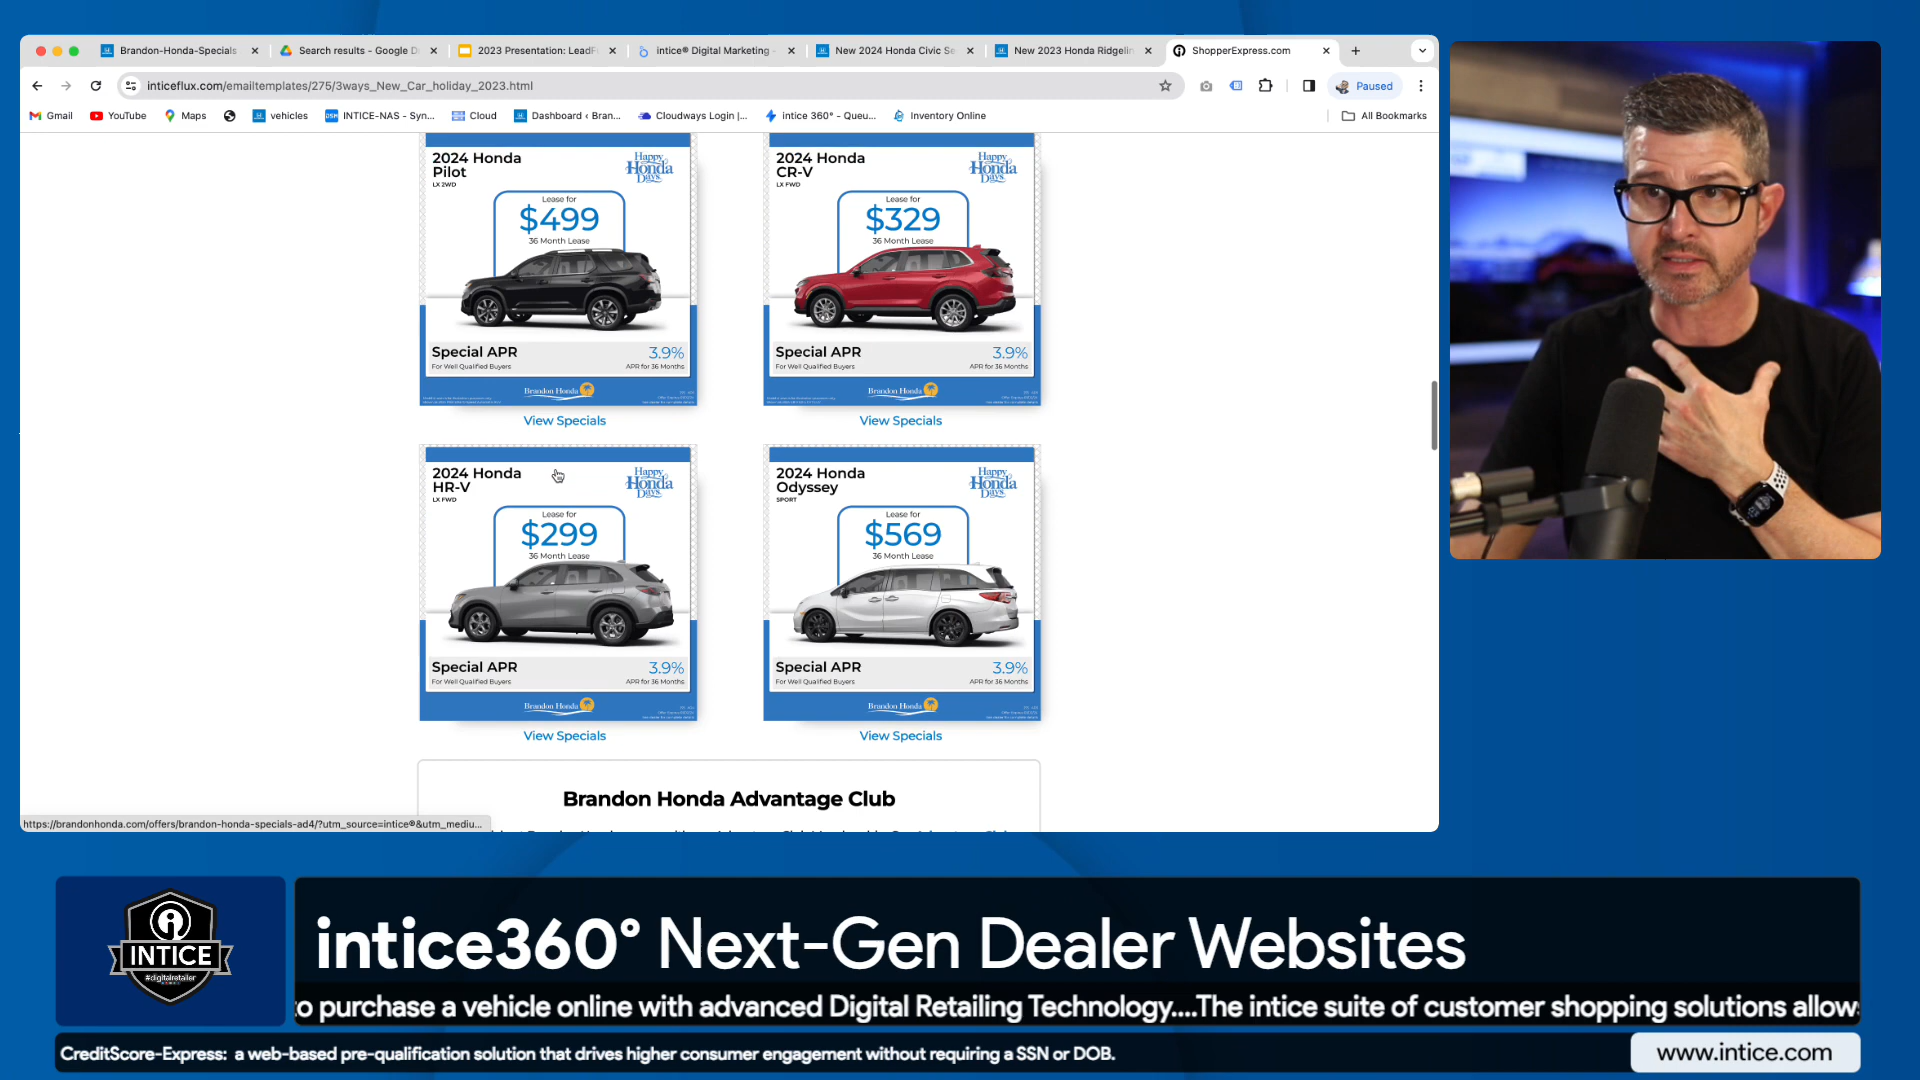 Brandon-Honda-Specials
Search results - Google D
2023 Presentation: LeadF
intice® Digital Marketing -
New 2024 Honda Civic Se
New 2023 Honda Ridgelin
ShopperExpress.com
inticeflux.com/emailtemplates/275/3ways_New_Car_holiday_2023.html
Paused
Gmail
YouTube
Maps
vehicles
INTICE-NAS - Syn...
Cloud
Dashboard ‹ Bran...
Cloudways Login |...
intice 360° - Queu...
Inventory Online
All Bookmarks
2024 Honda
Pilot
LX 2WD
Happy
Honda
Days
Lease for
$499
36 Month Lease
Special APR
3.9%
For Well Qualified Buyers
APR for 36 Months
Brandon Honda
View Specials
2024 Honda
CR-V
LX FWD
Happy
Honda
Days
Lease for
$329
36 Month Lease
Special APR
3.9%
For Well Qualified Buyers
APR for 36 Months
Brandon Honda
View Specials
2024 Honda
HR-V
LX FWD
Happy
Honda
Days
Lease for
$299
36 Month Lease
Special APR
3.9%
For Well Qualified Buyers
APR for 36 Months
Brandon Honda
View Specials
2024 Honda
Odyssey
SPORT
Happy
Honda
Days
Lease for
$569
36 Month Lease
Special APR
3.9%
For Well Qualified Buyers
APR for 36 Months
Brandon Honda
View Specials
Brandon Honda Advantage Club
https://brandonhonda.com/offers/brandon-honda-specials-ad4/?utm_source=intice®&utm_mediu...
INTICE
#digitalretailer
intice360° Next-Gen Dealer Websites
o purchase a vehicle online with advanced Digital Retailing Technology....The intice suite of customer shopping solutions allow
CreditScore-Express: a web-based pre-qualification solution that drives higher consumer engagement without requiring a SSN or DOB.
www.intice.com